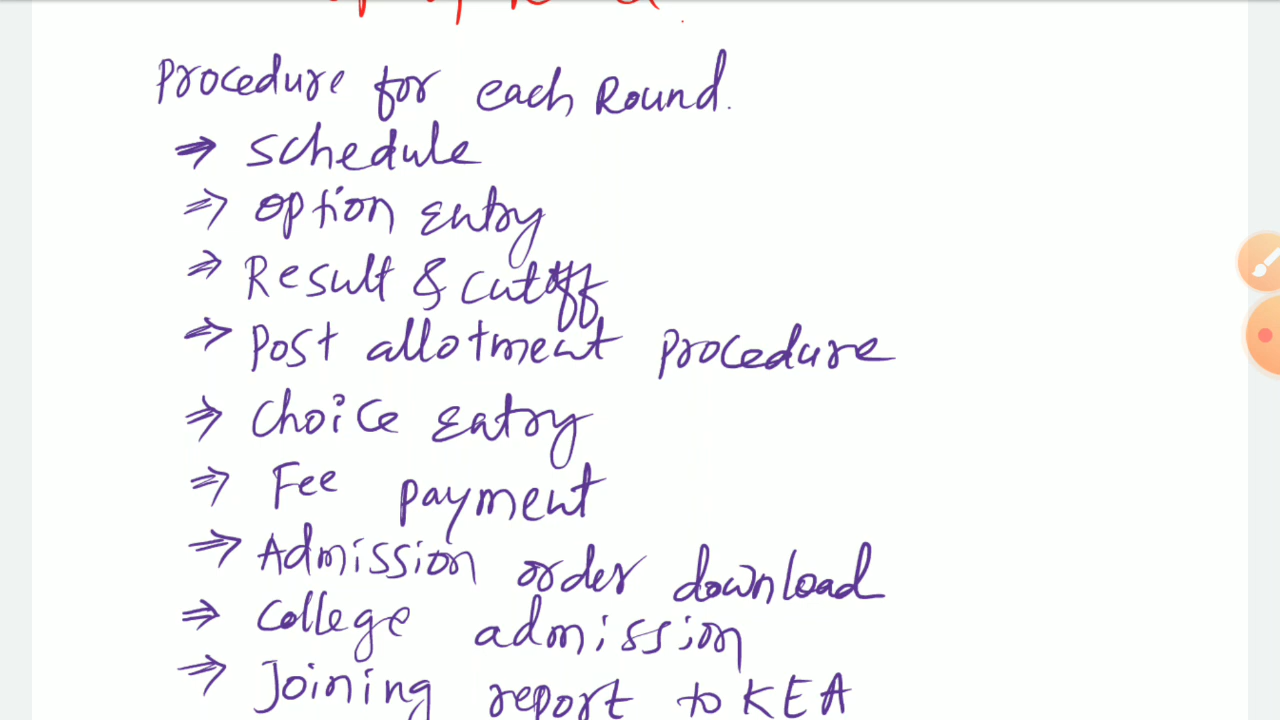 Procedure for each Round.
⇒ Schedule
⇒ option Entry
⇒ Result & cutoff
⇒ Post allotment procedure
⇒ Choice Entry
⇒ Fee payment
⇒ Admission order download
⇒ College admission
⇒ Joining report to KEA